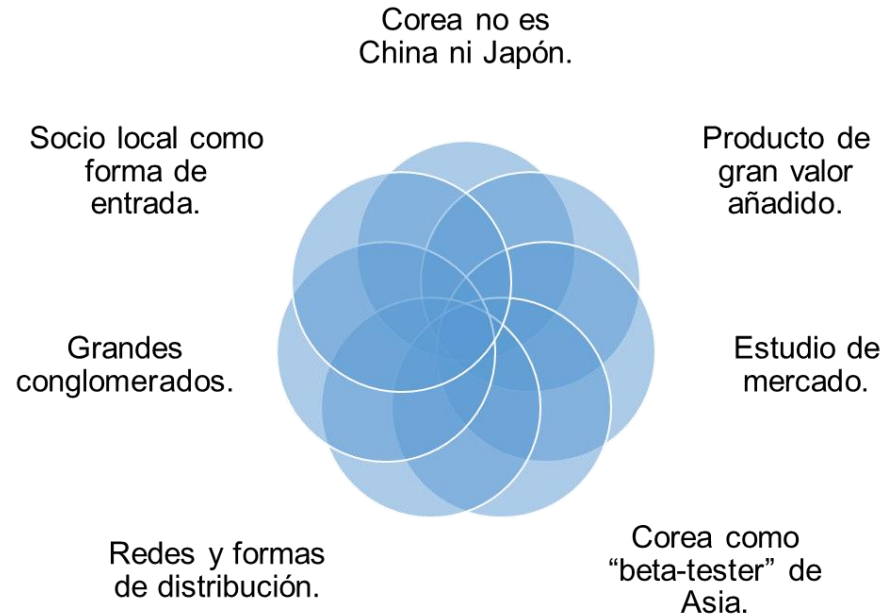 Corea no es
China ni Japón.
Producto de
gran valor
añadido.
Estudio de
mercado.
Corea como
“beta-tester” de
Asia.
Redes y formas
de distribución.
Grandes
conglomerados.
Socio local como
forma de
entrada.